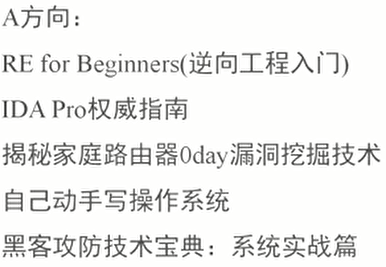 A方向：
RE for Beginners(逆向工程入门)
IDA Pro权威指南
揭秘家庭路由器0day漏洞挖掘技术
自己动手写操作系统
黑客攻防技术宝典：系统实战篇